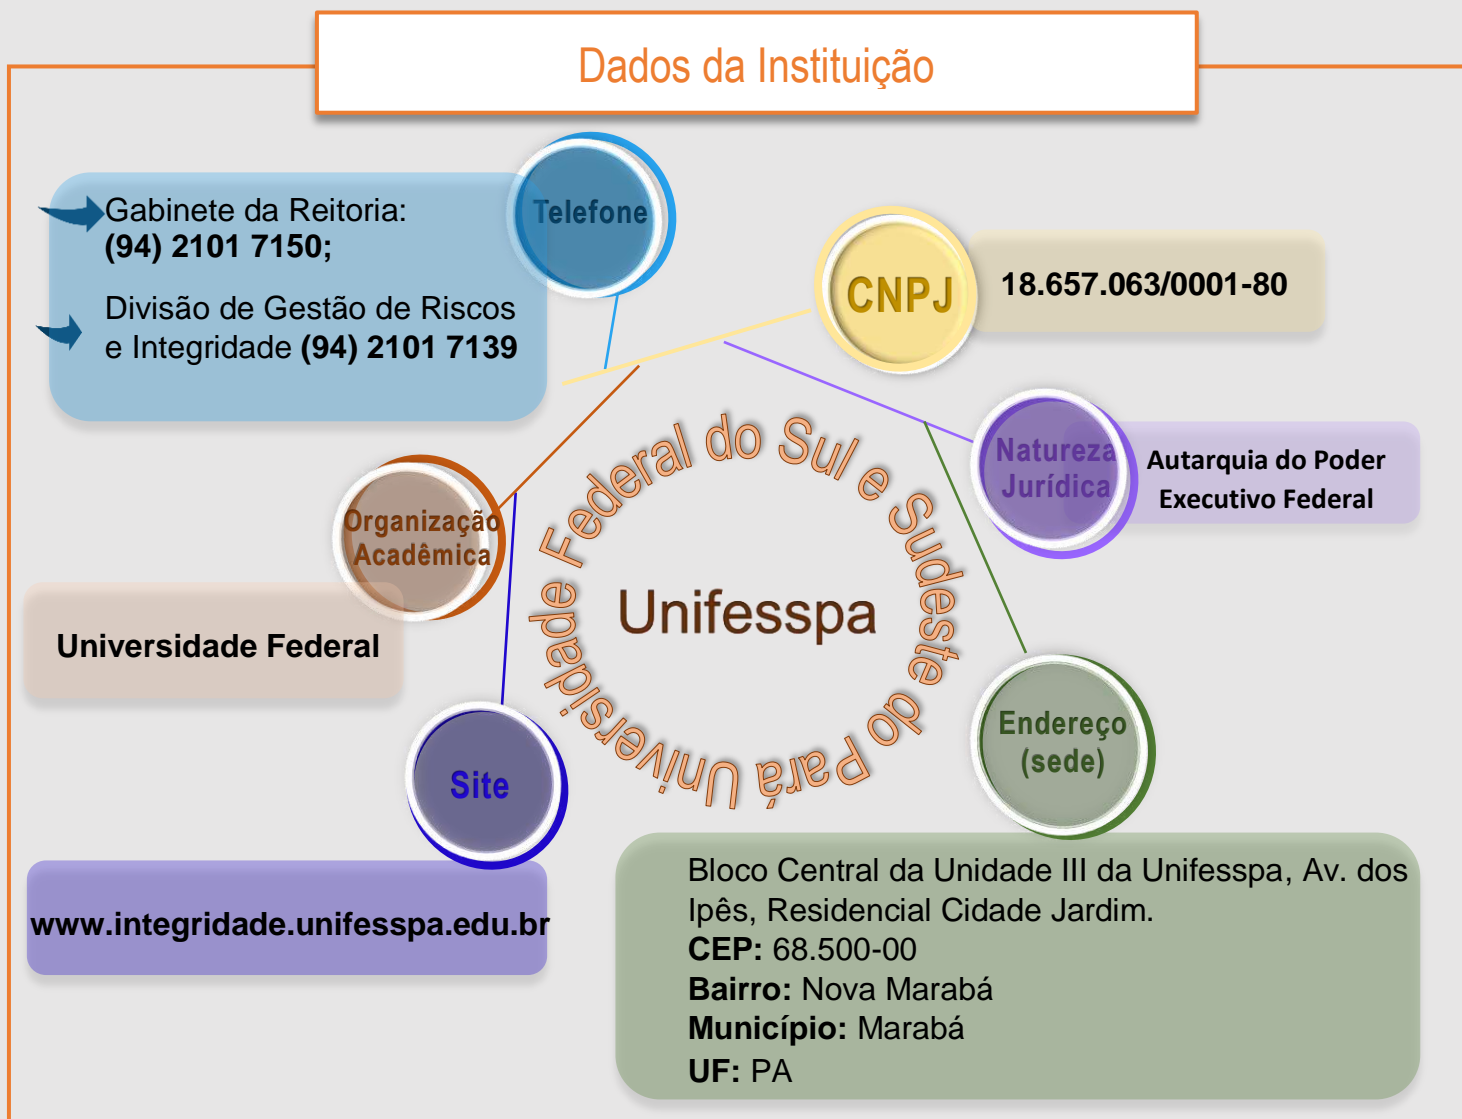 Dados da Instituição
Telefone
Gabinete da Reitoria:
(94) 2101 7150;
Divisão de Gestão de Riscos
e Integridade (94) 2101 7139
CNPJ
18.657.063/0001-80
Natureza
Jurídica
Autarquia do Poder
Executivo Federal
Organização
Acadêmica
Universidade Federal
Universidade Federal do Sul e Sudeste do Pará
Unifesspa
Site
www.integridade.unifesspa.edu.br
Endereço
(sede)
Bloco Central da Unidade III da Unifesspa, Av. dos
Ipês, Residencial Cidade Jardim.
CEP: 68.500-00
Bairro: Nova Marabá
Município: Marabá
UF: PA